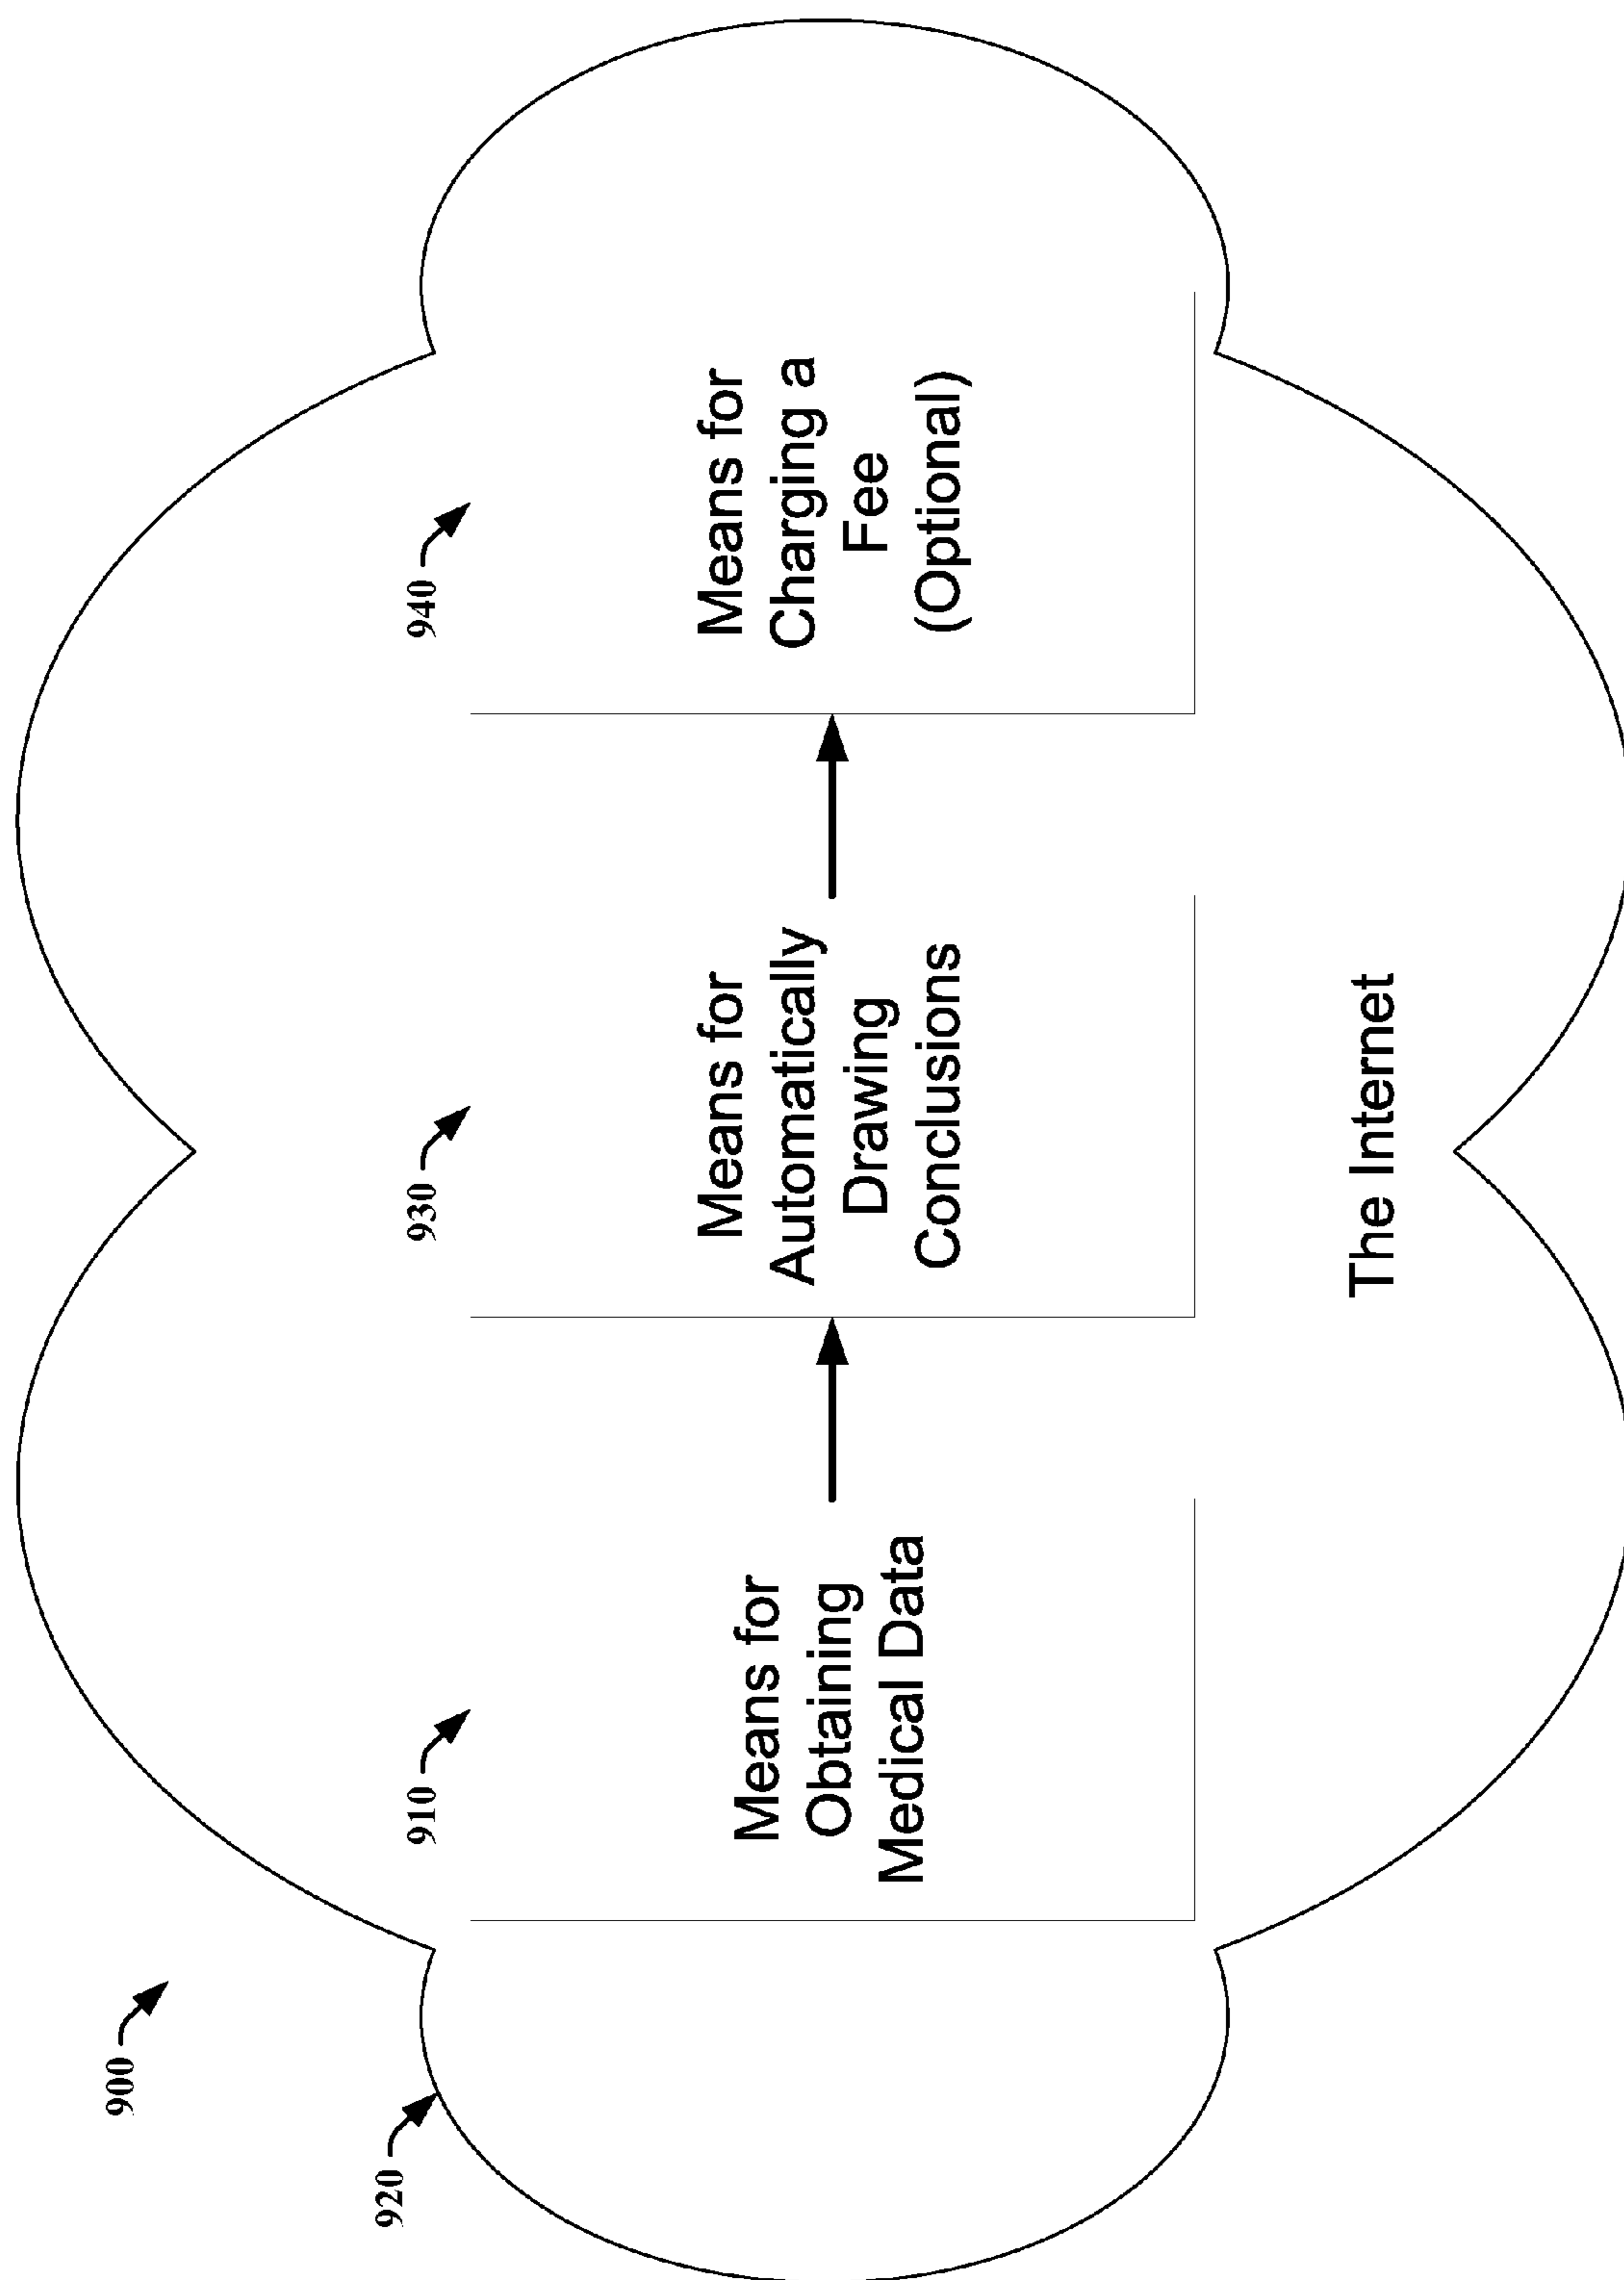 900
920
910
930
940
Means for
Obtaining
Medical Data
Means for
Automatically
Drawing
Conclusions
Means for
Charging a
Fee
(Optional)
The Internet